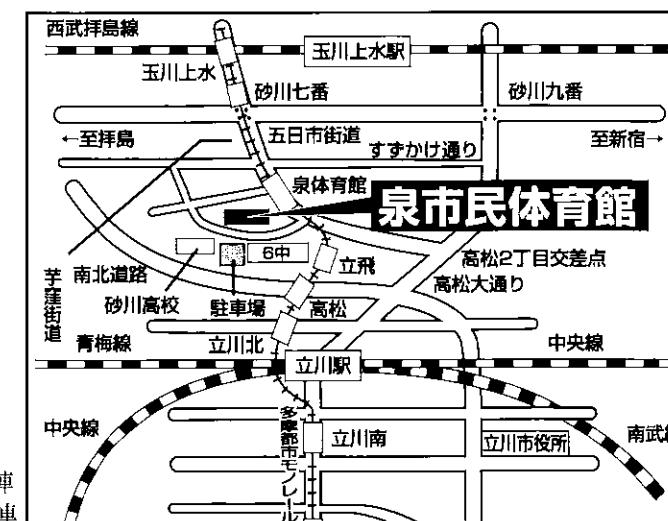 西武拝島線
玉川上水駅
玉川上水
砂川七番
砂川九番
五日市街道
←至拝島
至新宿→
すずかけ通り
泉体育館
泉市民体育館
6中
立飛
高松2丁目交差点
高松大通り
芋窪街道
南北道路
砂川高校
駐車場
高松
青梅線
立川北
中央線
立川駅
中央線
多摩都市モノレール
立川南
立川市役所